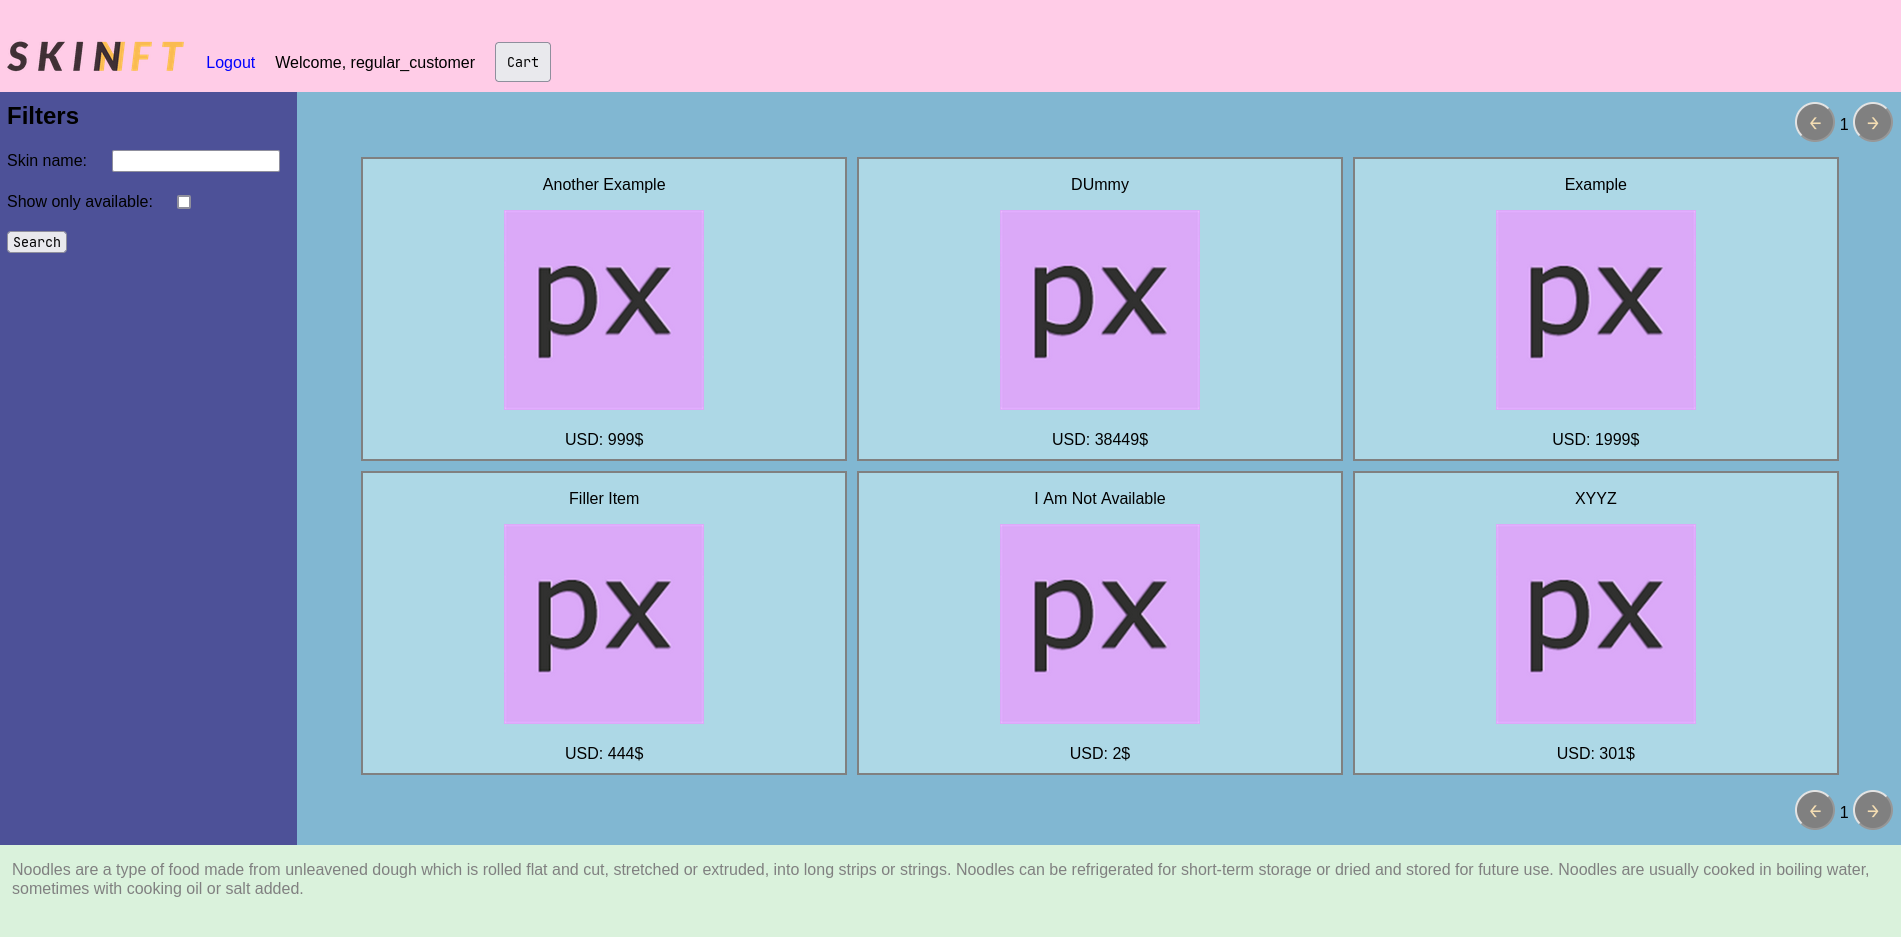 SKINNFT Logout Welcome, regular_customer Cart
Filters
Skin name:
Show only available:
Search
← 1 →
Another Example
px
USD: 999$
DUmmy
px
USD: 38449$
Example
px
USD: 1999$
Filler Item
px
USD: 444$
I Am Not Available
px
USD: 2$
XYYZ
px
USD: 301$
← 1 →
Noodles are a type of food made from unleavened dough which is rolled flat and cut, stretched or extruded, into long strips or strings. Noodles can be refrigerated for short-term storage or dried and stored for future use. Noodles are usually cooked in boiling water,
sometimes with cooking oil or salt added.